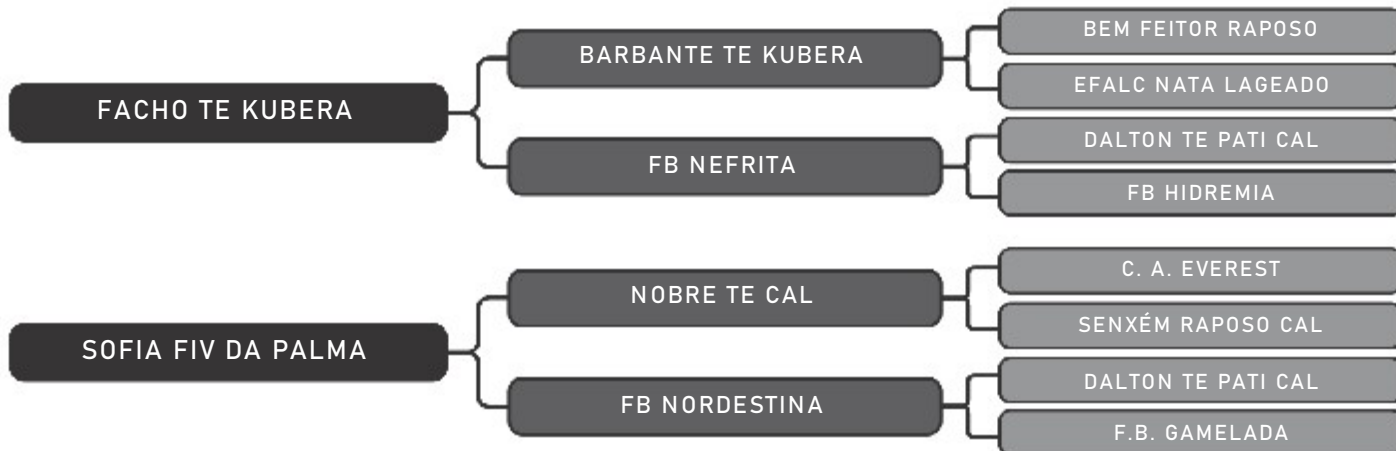 FACHO TE KUBERA
BARBANTE TE KUBERA
BEM FEITOR RAPOSO
EFALC NATA LAGEADO
FB NEFRITA
DALTON TE PATI CAL
FB HIDREMIA
SOFIA FIV DA PALMA
NOBRE TE CAL
C. A. EVEREST
SENXÉM RAPOSO CAL
FB NORDESTINA
DALTON TE PATI CAL
F.B. GAMELADA